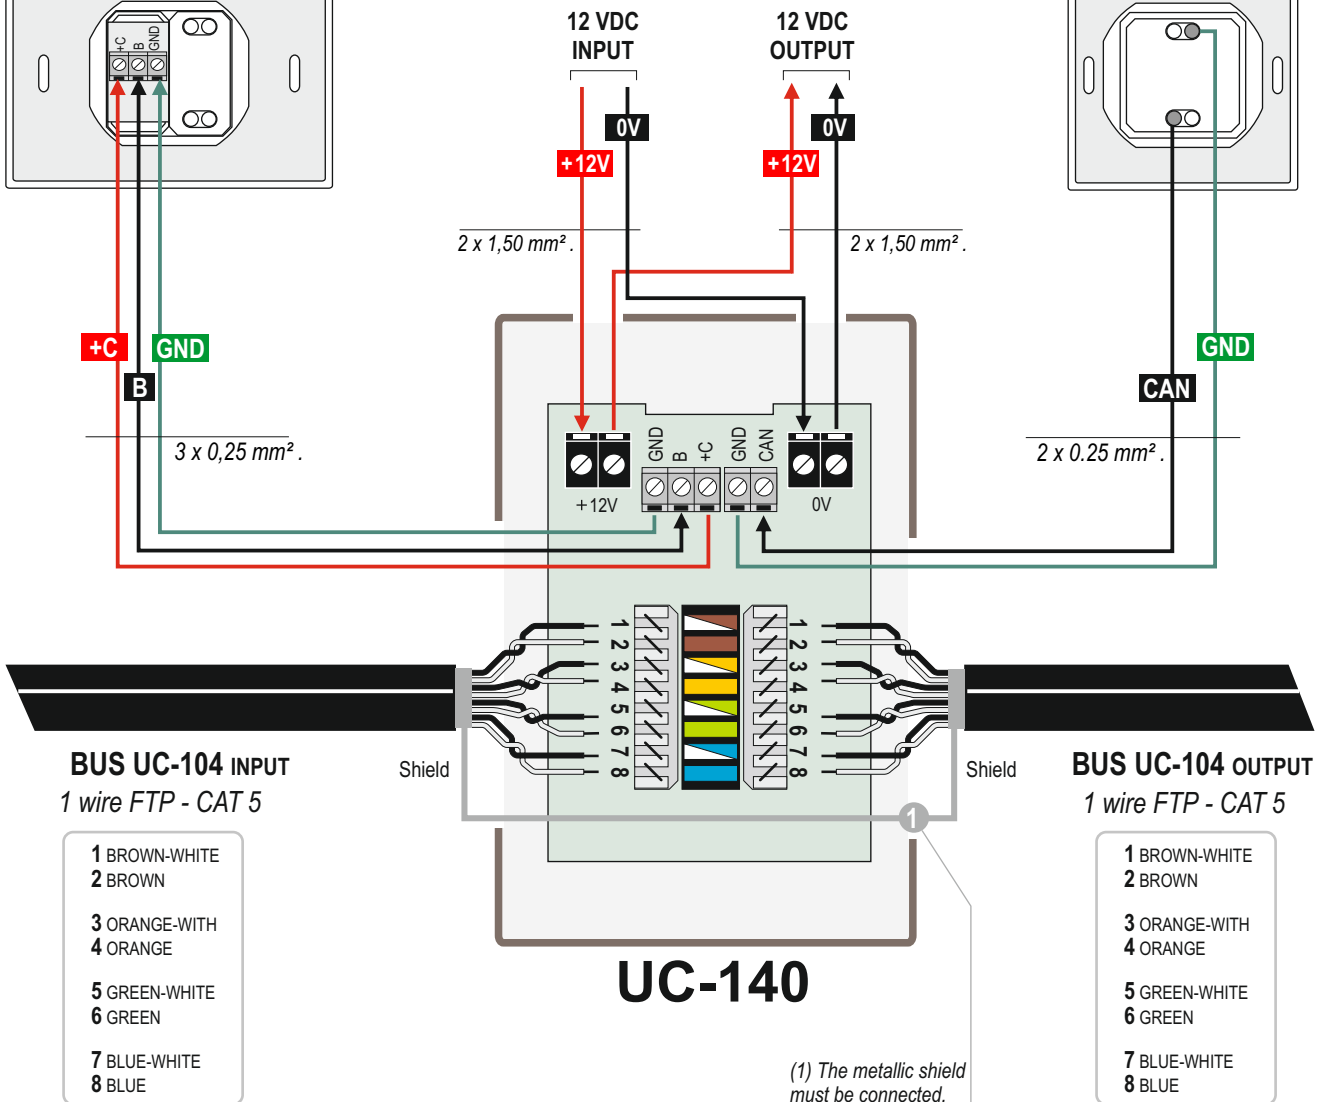 12 VDC
INPUT
12 VDC
OUTPUT
+C
B
GND
0V
0V
+12V
+12V
2 x 1,50 mm² .
2 x 1,50 mm² .
+C
GND
B
GND
CAN
3 x 0,25 mm² .
2 x 0.25 mm² .
GND
B
+C
GND
CAN
+12V
0V
1
2
3
4
5
6
7
8
1
2
3
4
5
6
7
8
BUS UC-104 INPUT
1 wire FTP - CAT 5
Shield
Shield
BUS UC-104 OUTPUT
1 wire FTP - CAT 5
1
1 BROWN-WHITE
2 BROWN
3 ORANGE-WITH
4 ORANGE
5 GREEN-WHITE
6 GREEN
7 BLUE-WHITE
8 BLUE
1 BROWN-WHITE
2 BROWN
3 ORANGE-WITH
4 ORANGE
5 GREEN-WHITE
6 GREEN
7 BLUE-WHITE
8 BLUE
UC-140
(1) The metallic shield
must be connected.